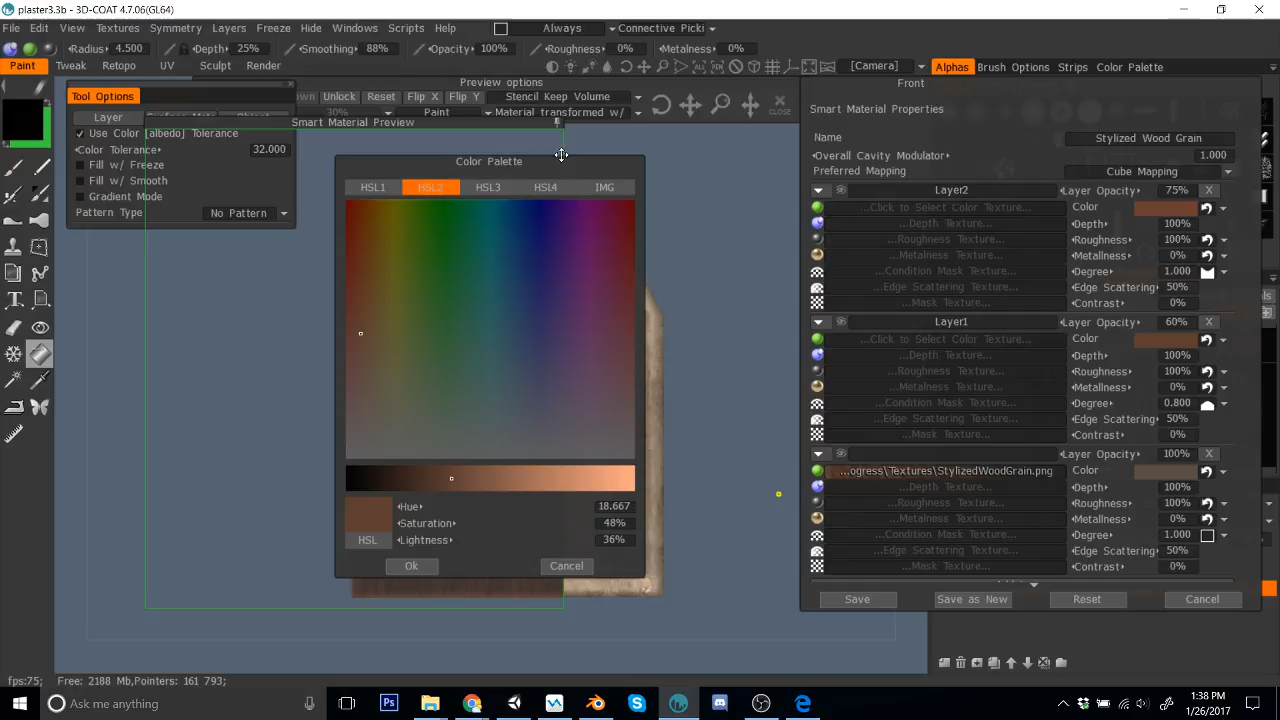 plaster3.3b - 3D-COAT 4.7.06(GL64)
File Edit View Textures Symmetry Layers Freeze Hide Windows Scripts Help Always Connective Picki
Radius 4.500 Depth 25% Smoothing 88% Opacity 100% Roughness 0% Metalness 0%
Paint Tweak Retopo UV Sculpt Render [Camera] Alphas Brush Options Strips Color Palette
Preview options
Front
Tool Options
Unlock Reset Flip X Flip Y Stencil Keep Volume
Paint Material transformed w/
CLOSE
Smart Material Preview
Layer
Use Color [albedo] Tolerance
Color Tolerance 32.000
Fill w/ Freeze
Fill w/ Smooth
Gradient Mode
Pattern Type No Pattern
Color Palette
HSL1 HSL2 HSL3 HSL4 IMG
Hue 18.667
Saturation 48%
HSL Lightness 36%
Ok Cancel
Smart Material Properties
Name Stylized Wood Grain
Overall Cavity Modulator 1.000
Preferred Mapping Cube Mapping
Layer2 Layer Opacity 75% X
...Click to Select Color Texture... Color
...Depth Texture... Depth 100%
...Roughness Texture... Roughness 100%
...Metalness Texture... Metallness 0%
...Condition Mask Texture... Degree 1.000
...Edge Scattering Texture... Edge Scattering 50%
...Mask Texture... Contrast 0%
Layer1 Layer Opacity 60% X
...Click to Select Color Texture... Color
...Depth Texture... Depth 100%
...Roughness Texture... Roughness 100%
...Metalness Texture... Metallness 0%
...Condition Mask Texture... Degree 0.800
...Edge Scattering Texture... Edge Scattering 50%
...Mask Texture... Contrast 0%
Layer Opacity 100% X
...ogress\Textures\StylizedWoodGrain.png Color
...Depth Texture... Depth 100%
...Roughness Texture... Roughness 100%
...Metalness Texture... Metallness 0%
...Condition Mask Texture... Degree 1.000
...Edge Scattering Texture... Edge Scattering 50%
...Mask Texture... Contrast 0%
Save Save as New Reset Cancel
fps:75; Free: 2188 Mb,Points: 161 793;
Ask me anything
1:38 PM
1/26/2017